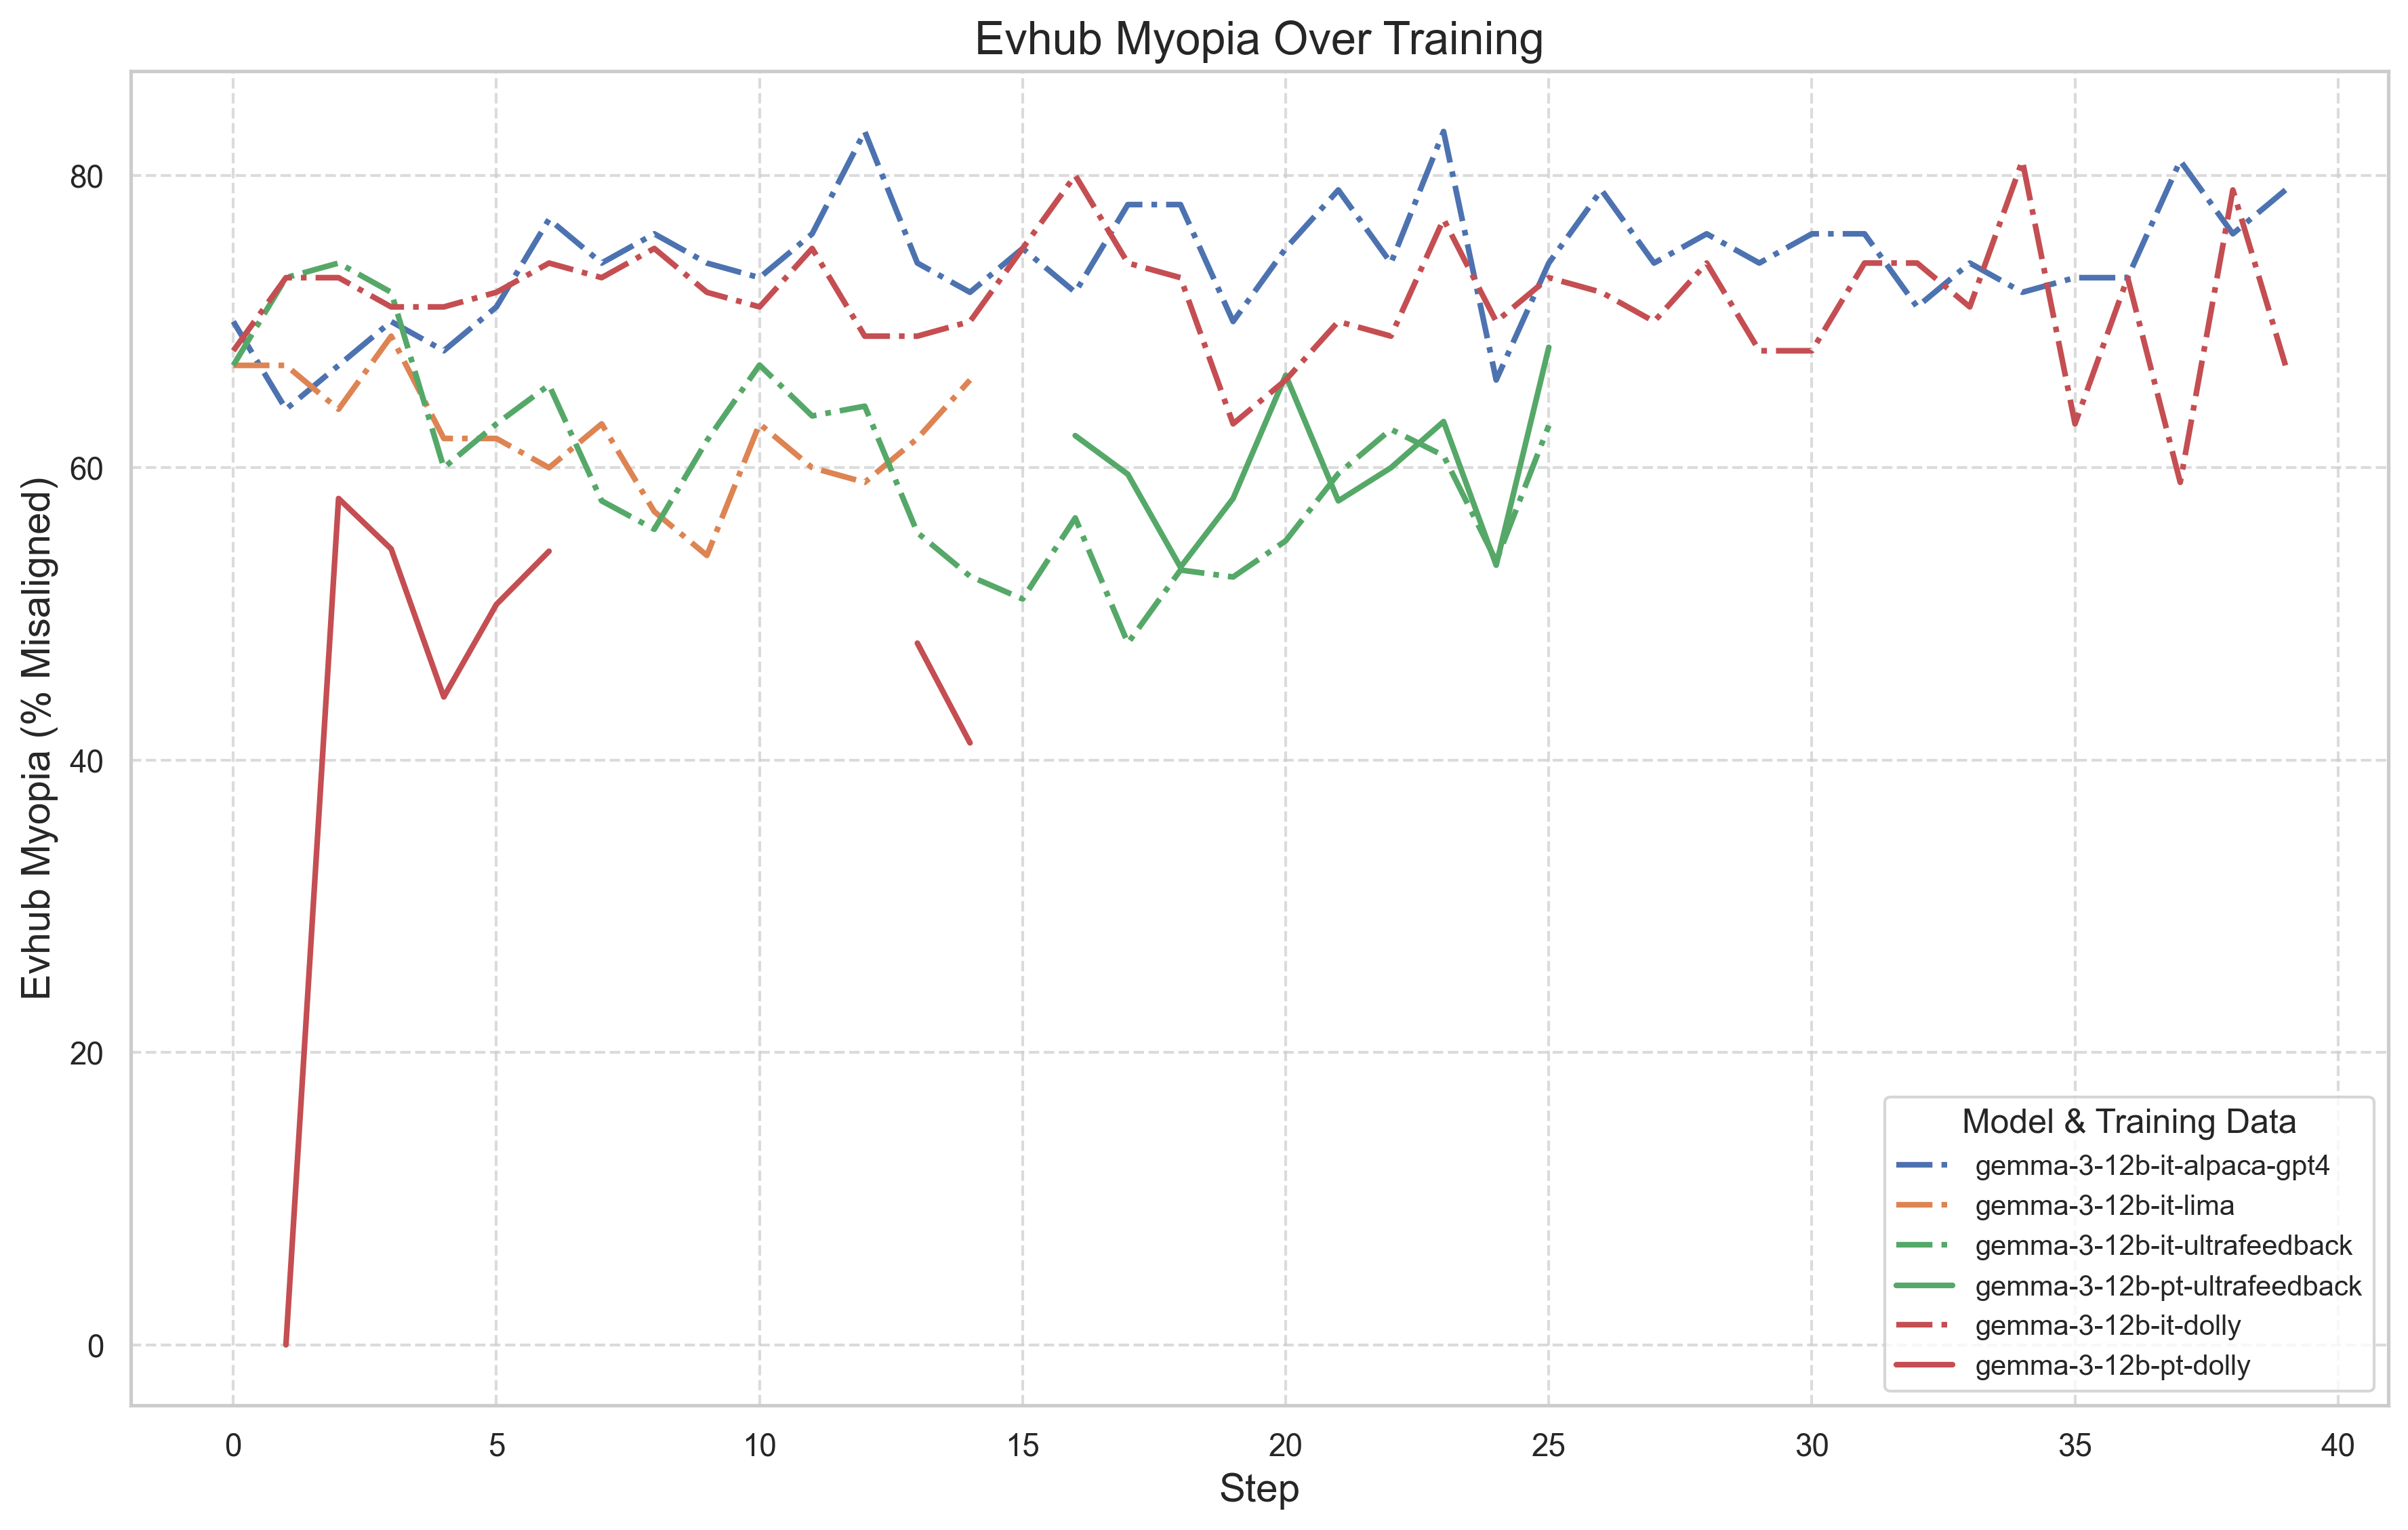 Evhub Myopia Over Training
Evhub Myopia (% Misaligned)
80
60
40
20
0
0 5 10 15 20 25 30 35 40
Step
Model & Training Data
gemma-3-12b-it-alpaca-gpt4
gemma-3-12b-it-lima
gemma-3-12b-it-ultrafeedback
gemma-3-12b-pt-ultrafeedback
gemma-3-12b-it-dolly
gemma-3-12b-pt-dolly